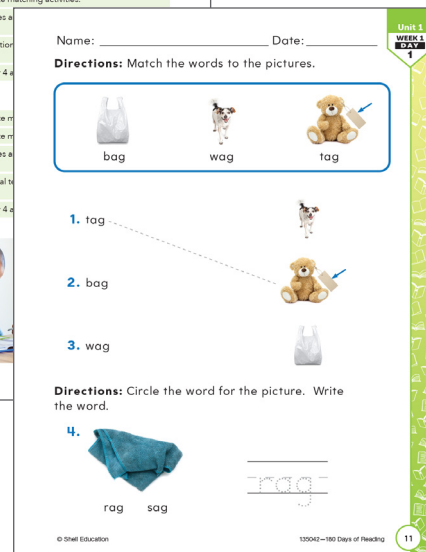 matching activities.
Unit 1
WEEK 1
DAY
1
Name: Date:
Directions: Match the words to the pictures.
bag wag tag
1. tag
2. bag
3. wag
Directions: Circle the word for the picture. Write
the word.
4.
rag sag
rag
© Shell Education 135042—180 Days of Reading 11